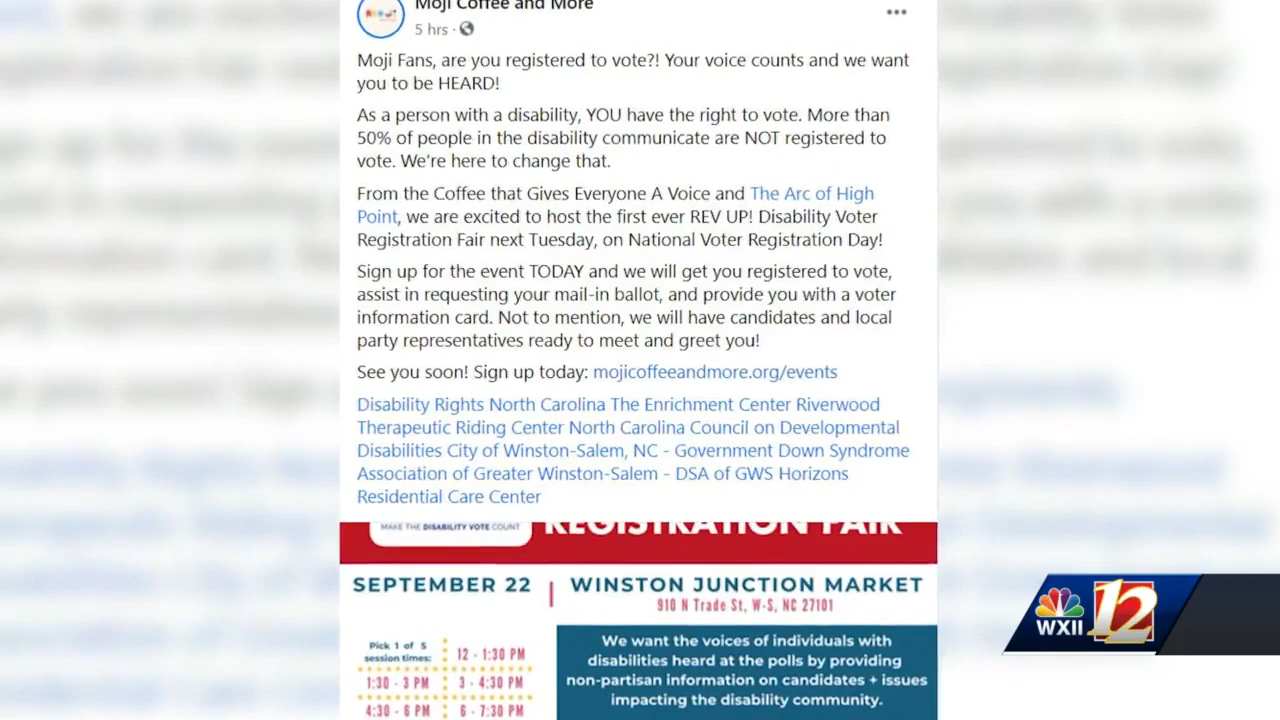 Moji Coffee and More
5 hrs ·
Moji Fans, are you registered to vote?! Your voice counts and we want
you to be HEARD!
As a person with a disability, YOU have the right to vote. More than
50% of people in the disability communicate are NOT registered to
vote. We're here to change that.
From the Coffee that Gives Everyone A Voice and The Arc of High
Point, we are excited to host the first ever REV UP! Disability Voter
Registration Fair next Tuesday, on National Voter Registration Day!
Sign up for the event TODAY and we will get you registered to vote,
assist in requesting your mail-in ballot, and provide you with a voter
information card. Not to mention, we will have candidates and local
party representatives ready to meet and greet you!
See you soon! Sign up today: mojicoffeeandmore.org/events
Disability Rights North Carolina The Enrichment Center Riverwood
Therapeutic Riding Center North Carolina Council on Developmental
Disabilities City of Winston-Salem, NC - Government Down Syndrome
Association of Greater Winston-Salem - DSA of GWS Horizons
Residential Care Center
MAKE THE DISABILITY VOTE COUNT
REGISTRATION FAIR
SEPTEMBER 22
WINSTON JUNCTION MARKET
910 N Trade St, W-S, NC 27101
Pick 1 of 5
session times:
12 - 1:30 PM
1:30 - 3 PM
3 - 4:30 PM
4:30 - 6 PM
6 - 7:30 PM
We want the voices of individuals with
disabilities heard at the polls by providing
non-partisan information on candidates + issues
impacting the disability community.
WXII 12